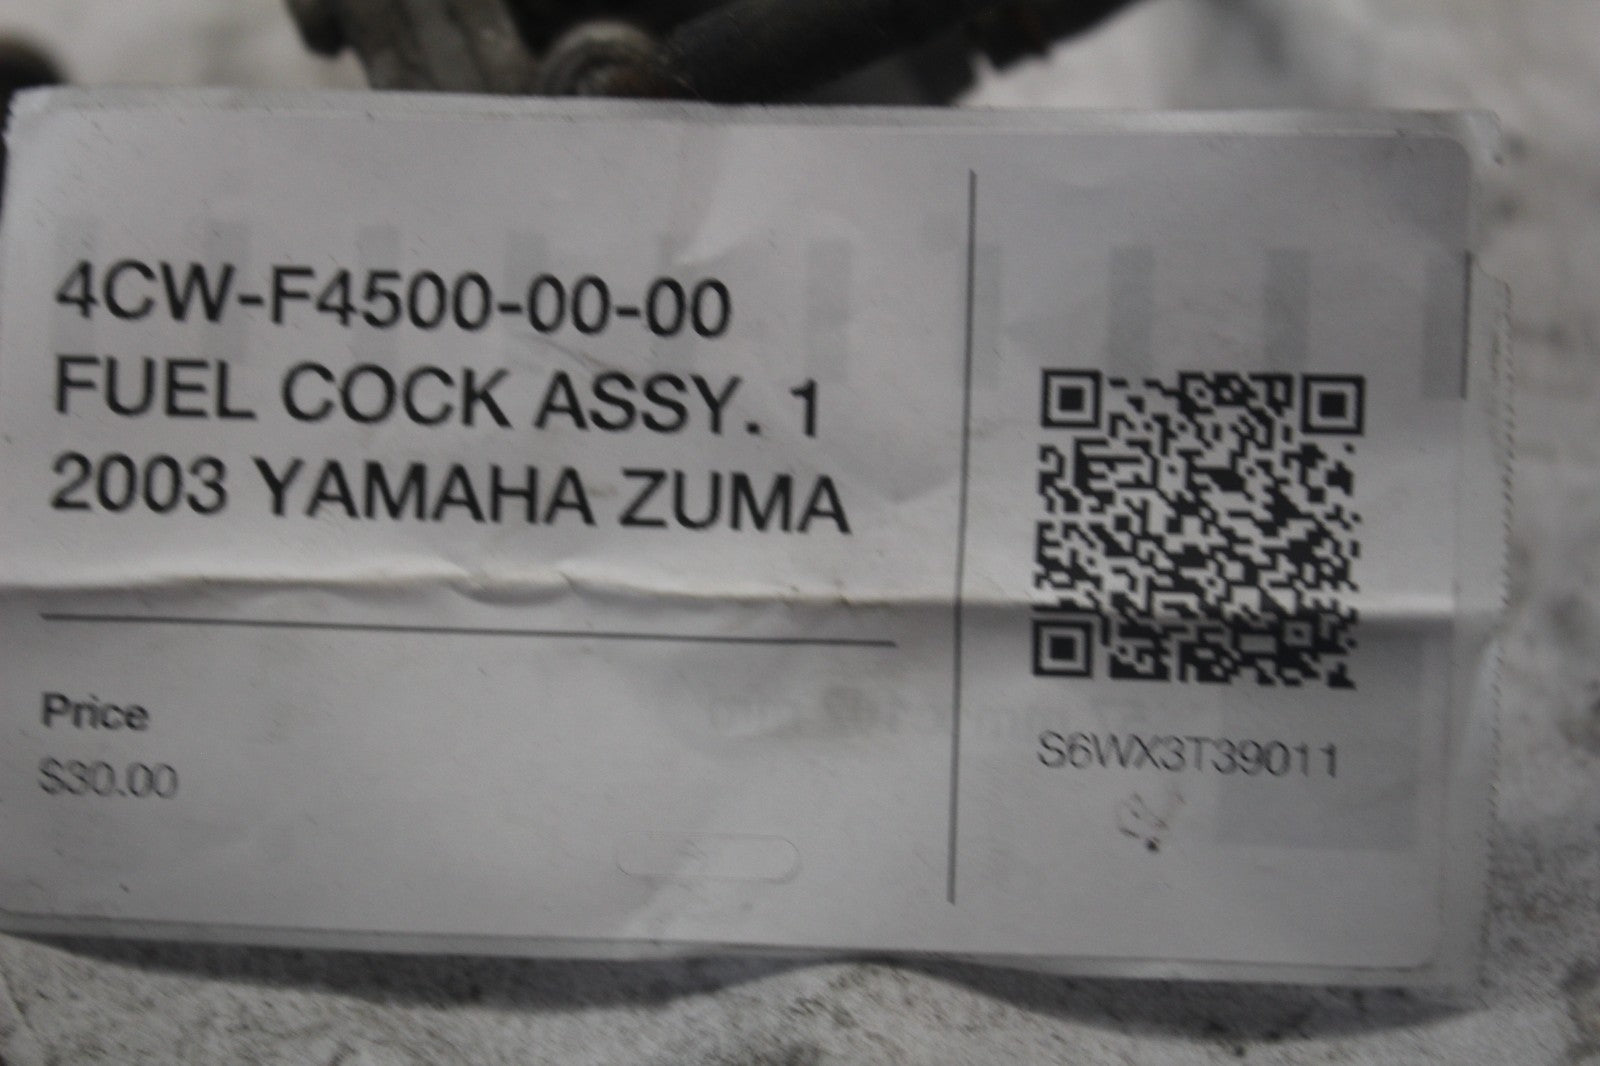 4CW-F4500-00-00
FUEL COCK ASSY. 1
2003 YAMAHA ZUMA
Price
$30.00
S6WX3T39011